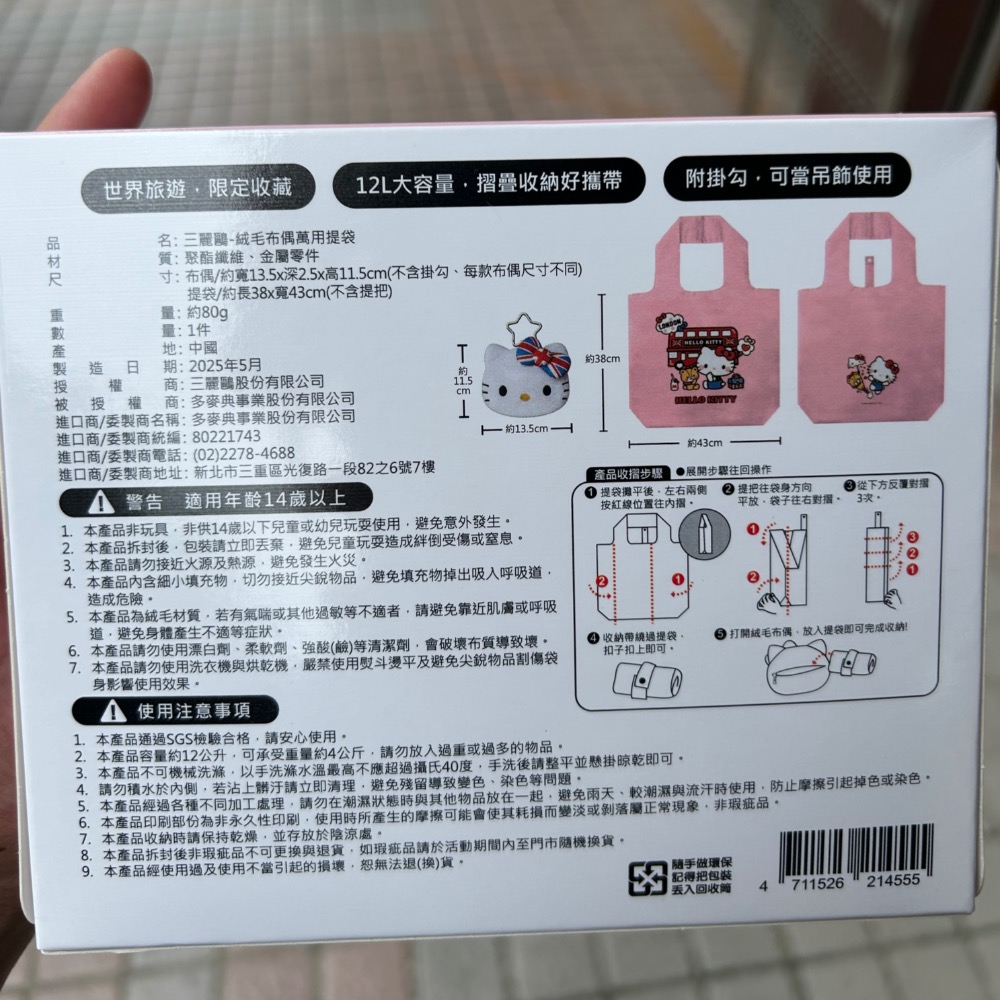 世界旅遊・限定收藏
12L大容量，摺疊收納好攜帶
附掛勾，可當吊飾使用
品名: 三麗鷗-絨毛布偶萬用提袋
材質: 聚酯纖維、金屬零件
尺寸: 布偶/約寬13.5x深2.5x高11.5cm(不含掛勾、每款布偶尺寸不同)
提袋/約長38x寬43cm(不含提把)
重量: 約80g
數量: 1件
產地: 中國
製造日期: 2025年5月
授權商: 三麗鷗股份有限公司
被授權商: 多麥典事業股份有限公司
進口商/委製商名稱: 多麥典事業股份有限公司
進口商/委製商統編: 80221743
進口商/委製商電話: (02)2278-4688
進口商/委製商地址: 新北市三重區光復路一段82之6號7樓
約11.5cm
約13.5cm
約38cm
約43cm
LONDON
HELLO KITTY
HELLO KITTY
警告 適用年齡14歲以上
1. 本產品非玩具，非供14歲以下兒童或幼兒玩耍使用，避免意外發生。
2. 本產品拆封後，包裝請立即丟棄，避免兒童玩耍造成絆倒受傷或窒息。
3. 本產品請勿接近火源及熱源，避免發生火災。
4. 本產品內含細小填充物，切勿接近尖銳物品，避免填充物掉出吸入呼吸道，
造成危險。
5. 本產品為絨毛材質，若有氣喘或其他過敏等不適者，請避免靠近肌膚或呼吸
道，避免身體產生不適等症狀。
6. 本產品請勿使用漂白劑、柔軟劑、強酸(鹼)等清潔劑，會破壞布質導致壞。
7. 本產品請勿使用洗衣機與烘乾機，嚴禁使用熨斗燙平及避免尖銳物品割傷袋
身影響使用效果。
產品收摺步驟 ●展開步驟往回操作
❶ 提袋攤平後，左右兩側
按紅線位置往內摺。
❷ 提把往袋身方向
平放，袋子往右對摺。
❸ 從下方反覆對摺
3次。
2
1
1
2
3
2
1
❹ 收納帶繞過提袋，
扣子扣上即可。
❺ 打開絨毛布偶，放入提袋即可完成收納!
使用注意事項
1. 本產品通過SGS檢驗合格，請安心使用。
2. 本產品容量約12公升，可承受重量約4公斤，請勿放入過重或過多的物品。
3. 本產品不可機械洗滌，以手洗滌水溫最高不應超過攝氏40度，手洗後請整平並懸掛晾乾即可。
4. 請勿積水於內側，若沾上髒汙請立即清理，避免殘留導致變色、染色等問題。
5. 本產品經過各種不同加工處理，請勿在潮濕狀態時與其他物品放在一起，避免雨天、較潮濕與流汗時使用，防止摩擦引起掉色或染色。
6. 本產品印刷部份為非永久性印刷，使用時所產生的摩擦可能會使其耗損而變淡或剝落屬正常現象，非瑕疵品。
7. 本產品收納時請保持乾燥，並存放於陰涼處。
8. 本產品拆封後非瑕疵品不可更換與退貨，如瑕疵品請於活動期間內至門市隨機換貨。
9. 本產品經使用過及使用不當引起的損壞，恕無法退(換)貨。
隨手做環保
記得把包裝
丟入回收筒
4 711526 214555